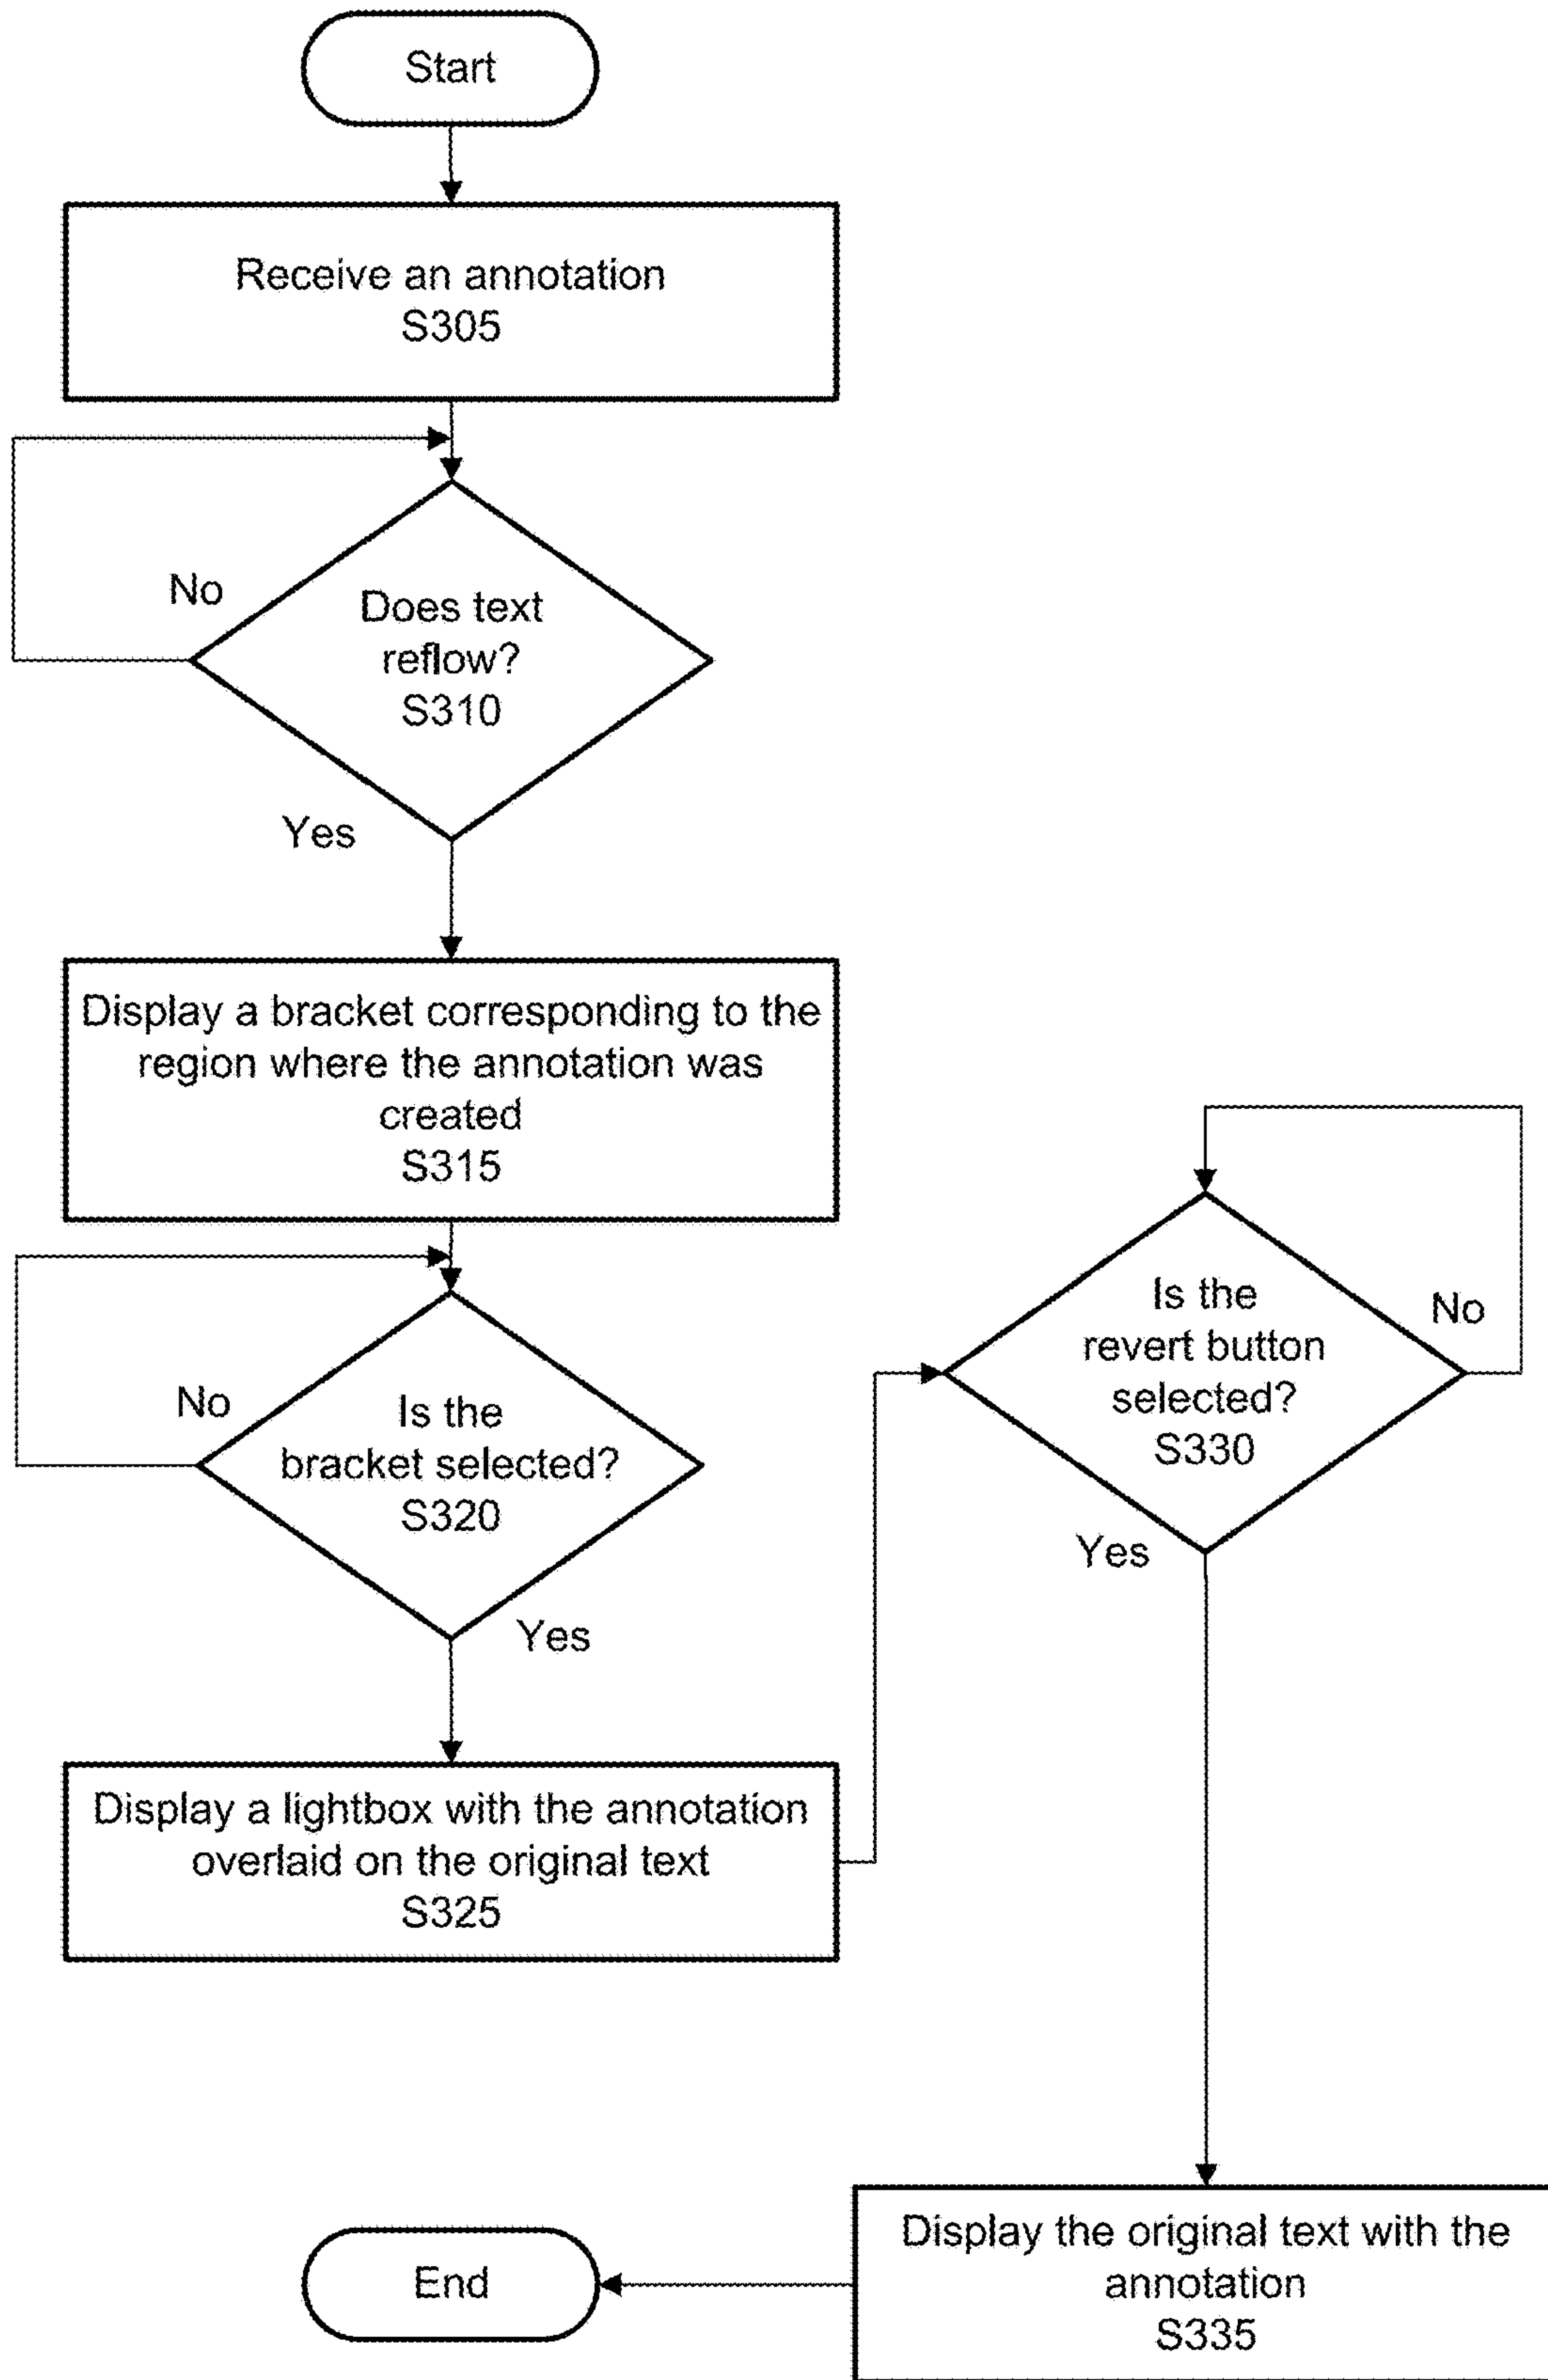 Start
Receive an annotation
S305
No
Does text
reflow?
S310
Yes
Display a bracket corresponding to the
region where the annotation was
created
S315
No
Is the
bracket selected?
S320
Yes
Display a lightbox with the annotation
overlaid on the original text
S325
Is the
revert button
selected?
S330
No
Yes
Display the original text with the
annotation
S335
End